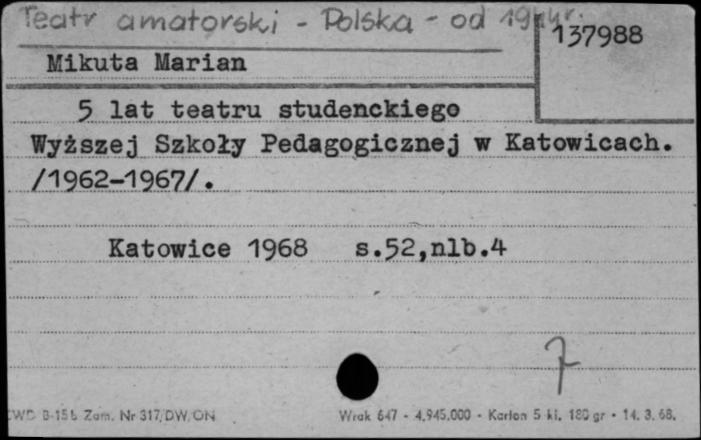 Teatr amatorski - Polska - od 1944r.
137988
Mikuta Marian
5 lat teatru studenckiego
Wyższej Szkoły Pedagogicznej w Katowicach.
/1962-1967/.
Katowice 1968 s.52,nlb.4
7
Zam. Nr 317/DW/ON Wrak 647 - 4.945.000 - Karton 5 kl. 180 gr - 14. 3. 68.